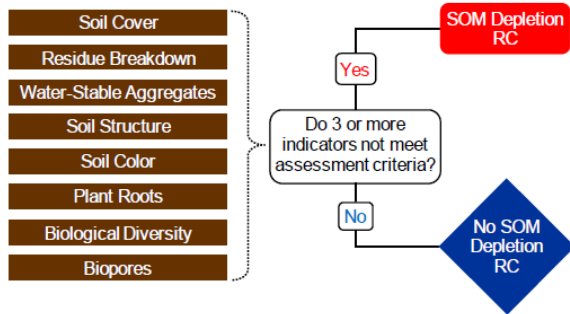 Soil Cover
Residue Breakdown
Water-Stable Aggregates
Soil Structure
Soil Color
Plant Roots
Biological Diversity
Biopores
SOM Depletion
RC
Yes
Do 3 or more
indicators not meet
assessment criteria?
No
No SOM
Depletion
RC